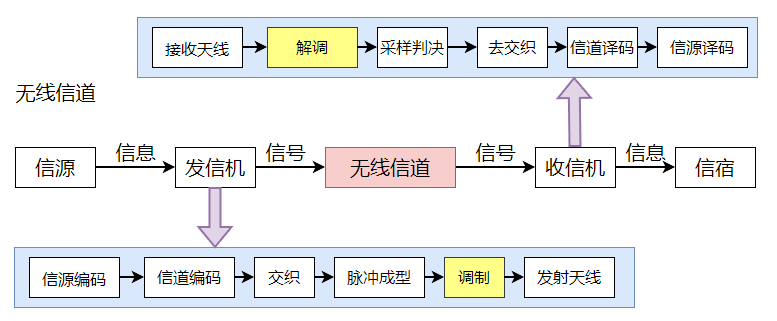 接收天线
解调
采样判决
去交织
信道译码
信源译码
无线信道
信源
信息
发信机
信号
无线信道
信号
收信机
信息
信宿
信源编码
信道编码
交织
脉冲成型
调制
发射天线